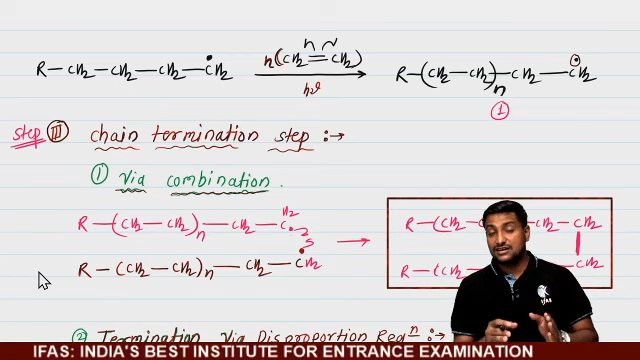 R — CH2 — CH2 — CH2 — ĊH2 n(CH2 = CH2) hν R —(CH2 — CH2)n— CH2 — ĊH2
①
Step III chain termination step :→
① via combination.
R —(CH2 — CH2)n— CH2 — ĊH2
R —(CH2 — CH2)n— CH2 — ĊH2
R —(CH2 CH2 — CH2
R —(CH2 CH2
② Termination via Disproportion Reqn :→
IFAS: INDIA'S BEST INSTITUTE FOR ENTRANCE EXAMINATION